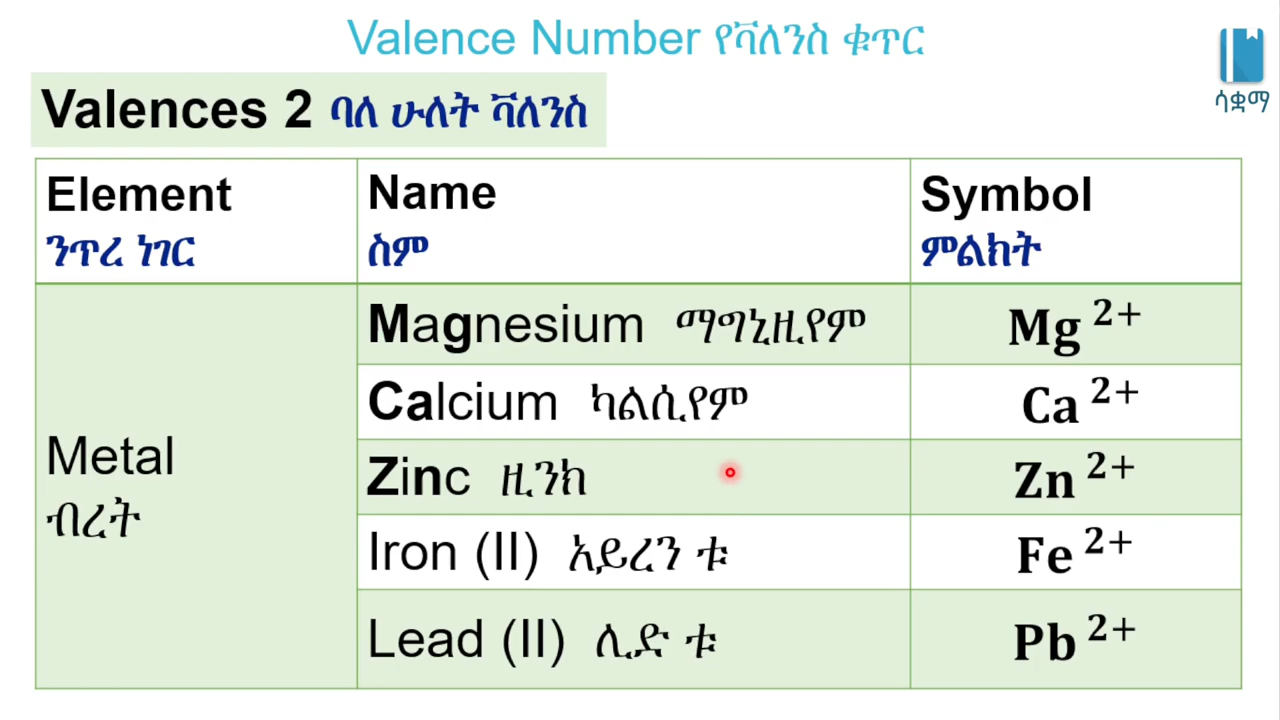 Valence Number የቫለንስ ቁጥር
ሳቋማ
Valences 2 ባለ ሁለት ቫለንስ
Element
ንጥረ ነገር
Name
ስም
Symbol
ምልክት
Metal
ብረት
Magnesium ማግኒዚየም
Mg 2+
Calcium ካልሲየም
Ca 2+
Zinc ዚንክ
Zn 2+
Iron (II) አይረን ቱ
Fe 2+
Lead (II) ሊድ ቱ
Pb 2+